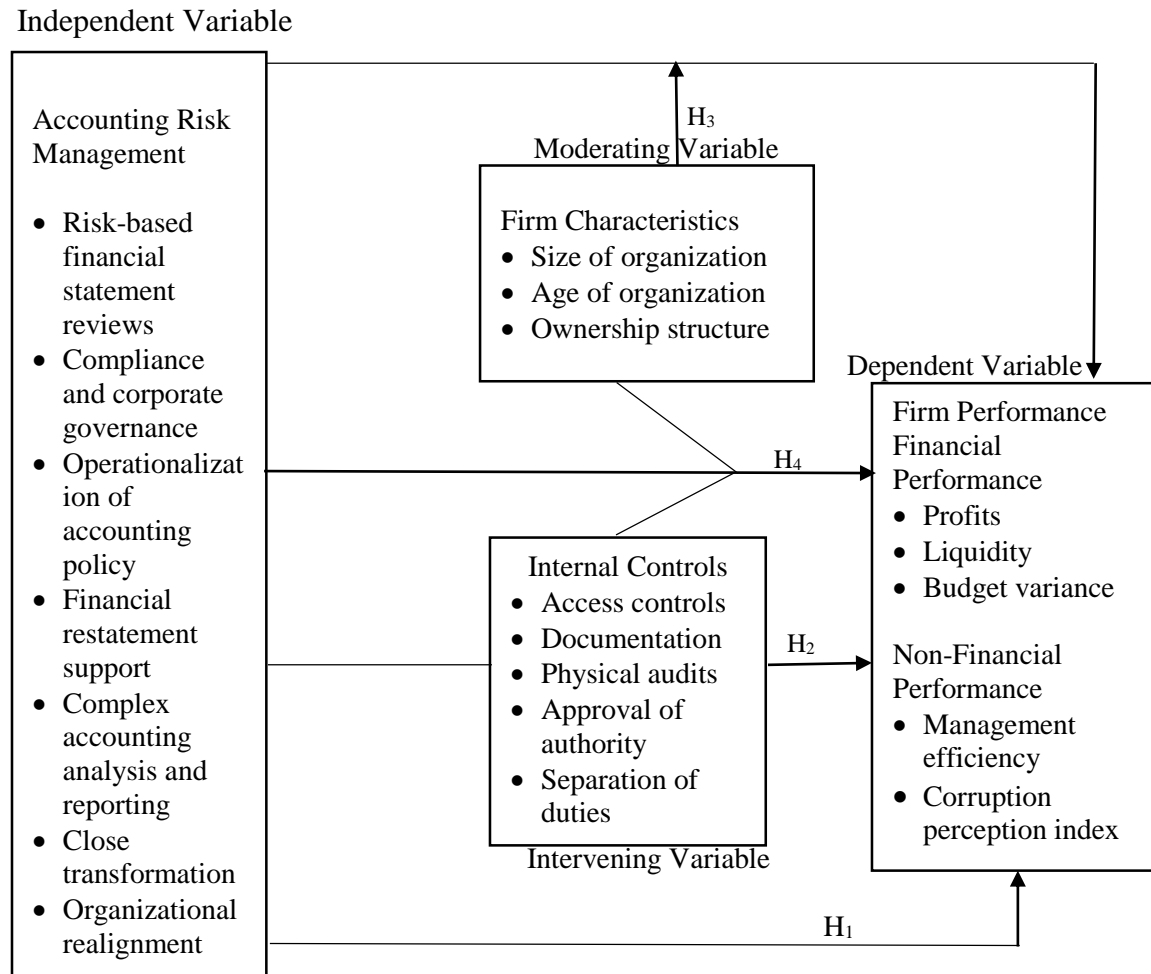 Independent Variable
Accounting Risk
Management
• Risk-based
financial
statement
reviews
• Compliance
and corporate
governance
• Operationalizat
ion of
accounting
policy
• Financial
restatement
support
• Complex
accounting
analysis and
reporting
• Close
transformation
• Organizational
realignment
H₃
Moderating Variable
Firm Characteristics
• Size of organization
• Age of organization
• Ownership structure
H₄
Internal Controls
• Access controls
• Documentation
• Physical audits
• Approval of
authority
• Separation of
duties
Intervening Variable
H₂
H₁
Dependent Variable
Firm Performance
Financial
Performance
• Profits
• Liquidity
• Budget variance
Non-Financial
Performance
• Management
efficiency
• Corruption
perception index